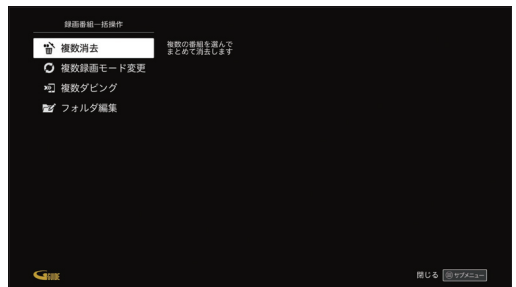 録画番組一括操作
複数消去
複数の番組を選んで
まとめて消去します
複数録画モード変更
複数ダビング
フォルダ編集
G GUIDE
閉じる サブメニュー